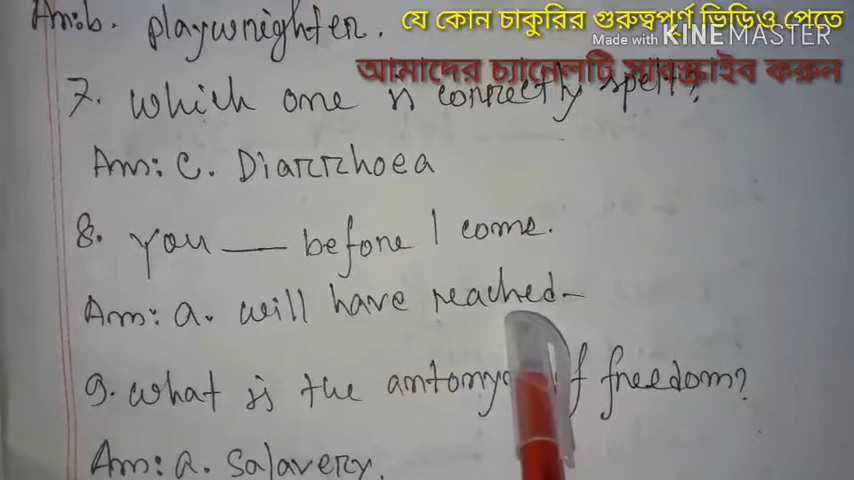 Ans: b. playwrighter.
যে কোন চাকুরির গুরুত্বপূর্ণ ভিডিও পেতে
Made with KINEMASTER
আমাদের চ্যানেলটি সাবস্ক্রাইব করুন
7. which one is correctly spelt?
Ans: C. Diarrhoea
8. you — before I come.
Ans: a. will have reached
9. what is the antonym of freedom?
Ans: a. Salavery.